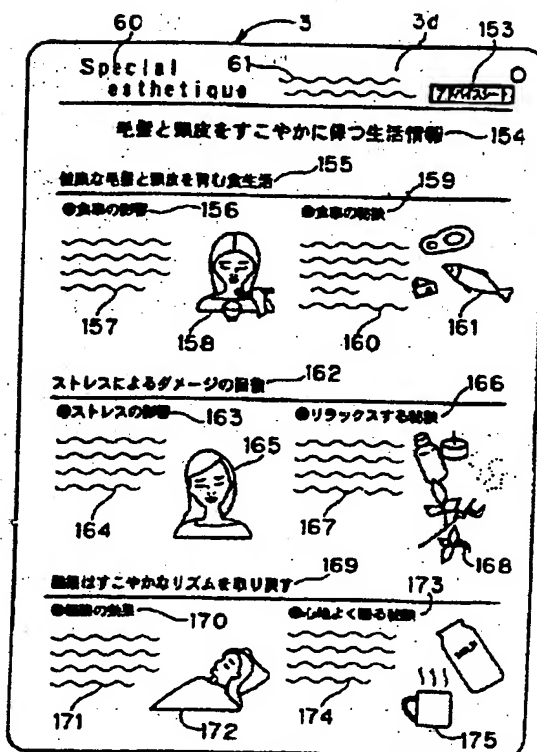 60 3 3d 153
Special 61
esthetique アドバイスシート
毛髪と頭皮をすこやかに保つ生活情報 154
健康な毛髪と頭皮を育む食生活 155
●食事の影響 156
157
158
●食事の秘訣 159
160
161
ストレスによるダメージの回復 162
●ストレスの影響 163
165
164
●リラックスする秘訣 166
167
168
睡眠はすこやかなリズムを取り戻す 169
●睡眠の効果 170
171
172
●心地よく眠る秘訣 173
MILK
174
175